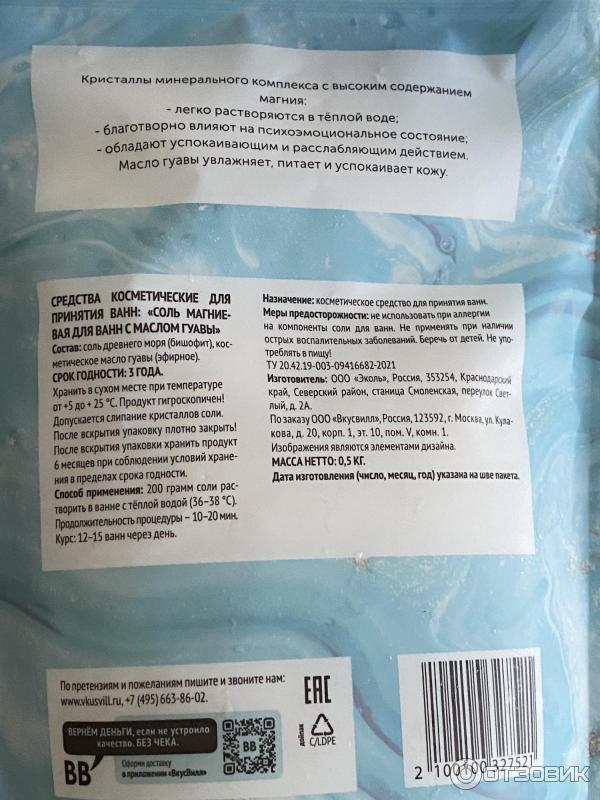 Кристаллы минерального комплекса с высоким содержанием
магния:
- легко растворяются в тёплой воде;
- благотворно влияют на психоэмоциональное состояние;
- обладают успокаивающим и расслабляющим действием.
Масло гуавы увлажняет, питает и успокаивает кожу.
СРЕДСТВА КОСМЕТИЧЕСКИЕ ДЛЯ
ПРИНЯТИЯ ВАНН: «СОЛЬ МАГНИЕ-
ВАЯ ДЛЯ ВАНН С МАСЛОМ ГУАВЫ»
Состав: соль древнего моря (бишофит), кос-
метическое масло гуавы (эфирное).
СРОК ГОДНОСТИ: 3 ГОДА.
Хранить в сухом месте при температуре
от +5 до + 25 °С. Продукт гигроскопичен!
Допускается слипание кристаллов соли.
После вскрытия упаковку плотно закрыть!
После вскрытия упаковки хранить продукт
6 месяцев при соблюдении условий хране-
ния в пределах срока годности.
Способ применения: 200 грамм соли рас-
творить в ванне с тёплой водой (36–38 °С).
Продолжительность процедуры – 10–20 мин.
Курс: 12–15 ванн через день.
Назначение: косметическое средство для принятия ванн.
Меры предосторожности: не использовать при аллергии
на компоненты соли для ванн. Не применять при наличии
острых воспалительных заболеваний. Беречь от детей. Не упо-
треблять в пищу!
ТУ 20.42.19-003-09416682-2021
Изготовитель: ООО «Эколь», Россия, 353254, Краснодарский
край, Северский район, станица Смоленская, переулок Свет-
лый, д. 2А.
По заказу ООО «Вкусвилл», Россия, 123592, г. Москва, ул. Кула-
кова, д. 20, корп. 1, эт. 10, пом. V, комн. 1.
Изображения являются элементами дизайна.
МАССА НЕТТО: 0,5 КГ.
Дата изготовления (число, месяц, год) указана на шве пакета.
По претензиям и пожеланиям пишите и звоните нам:
www.vkusvill.ru, +7 (495) 663-86-02.
ВЕРНЁМ ДЕНЬГИ, если не устроило
качество. БЕЗ ЧЕКА.
ВВ
Оформи доставку
в приложении «ВкусВилл»
ВВ
ЕАС
дойпак
C/LDPE
2 100100 327521
ОТЗОВИК